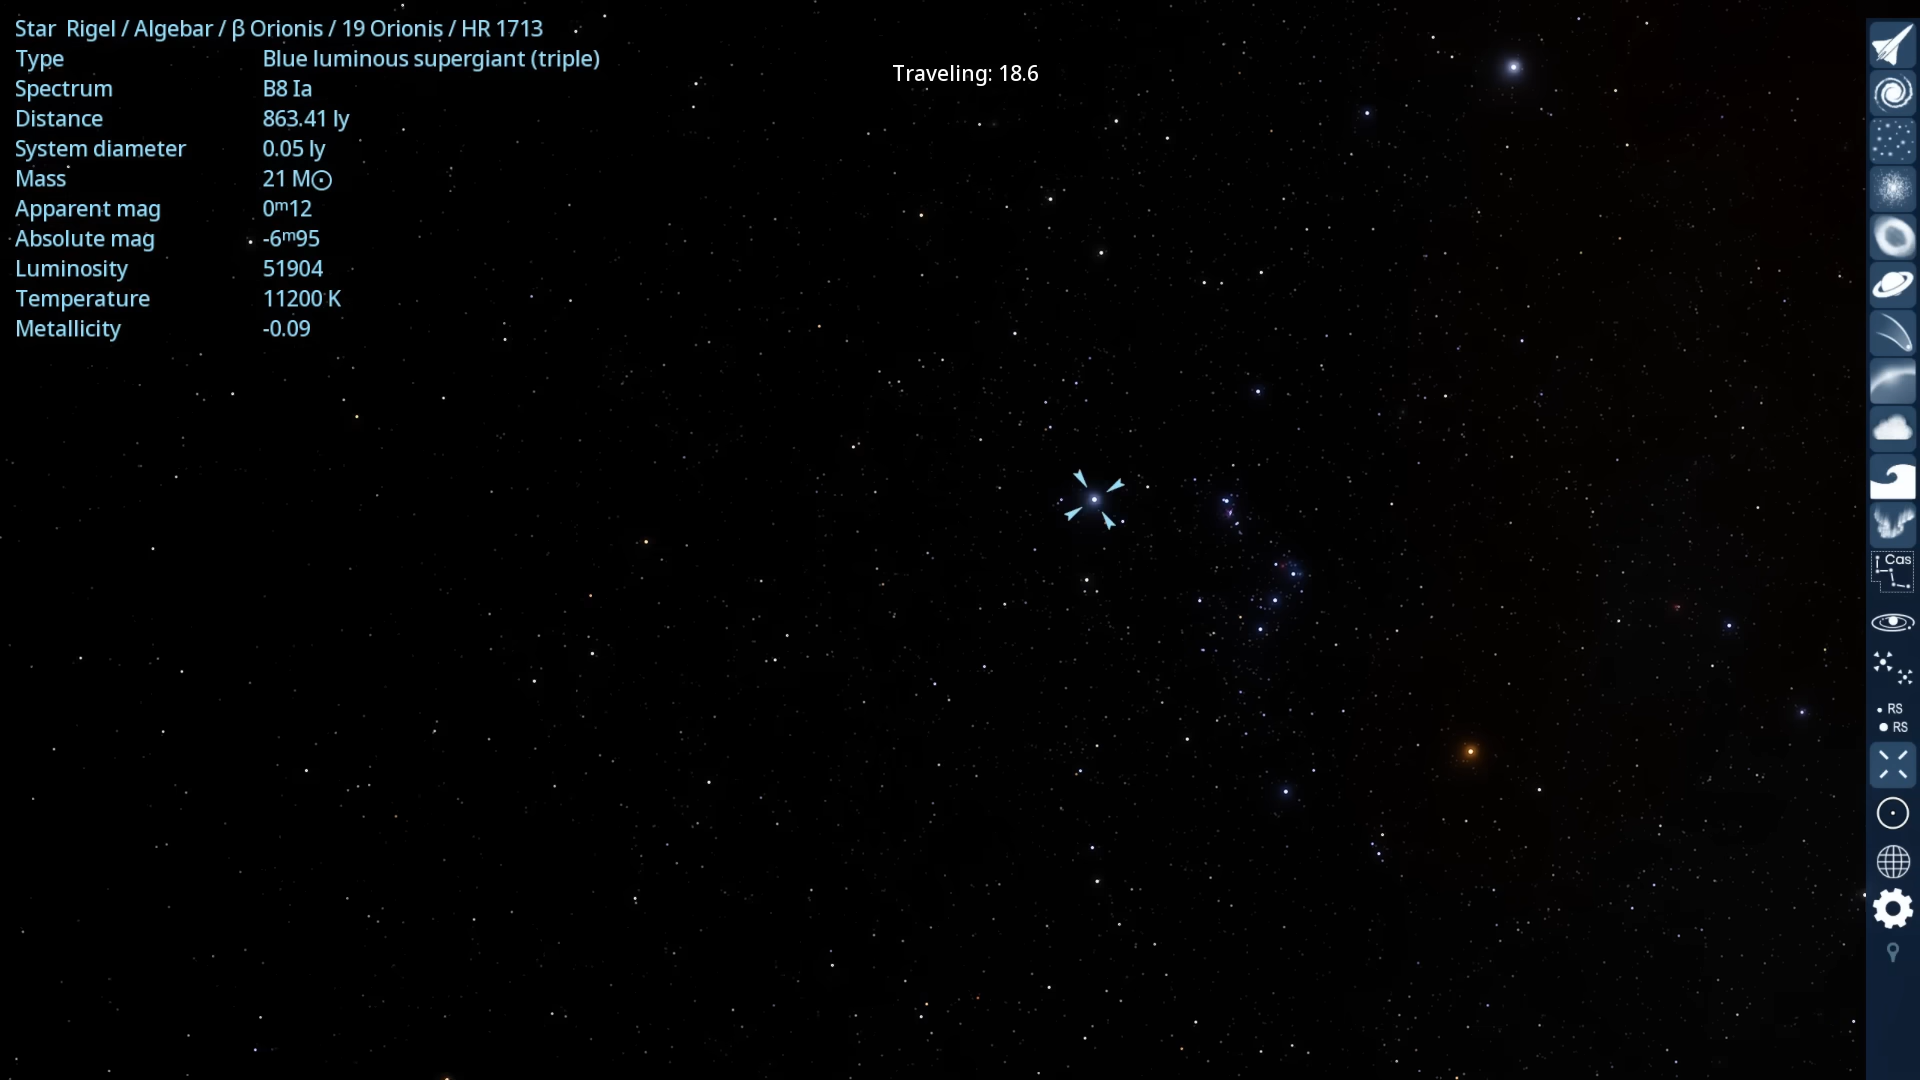 Star Rigel / Algebar / β Orionis / 19 Orionis / HR 1713
Type Blue luminous supergiant (triple)
Spectrum B8 Ia
Distance 863.41 ly
System diameter 0.05 ly
Mass 21 M☉
Apparent mag 0ᵐ12
Absolute mag -6ᵐ95
Luminosity 51904
Temperature 11200 K
Metallicity -0.09
Traveling: 18.6
Cas
RS
RS